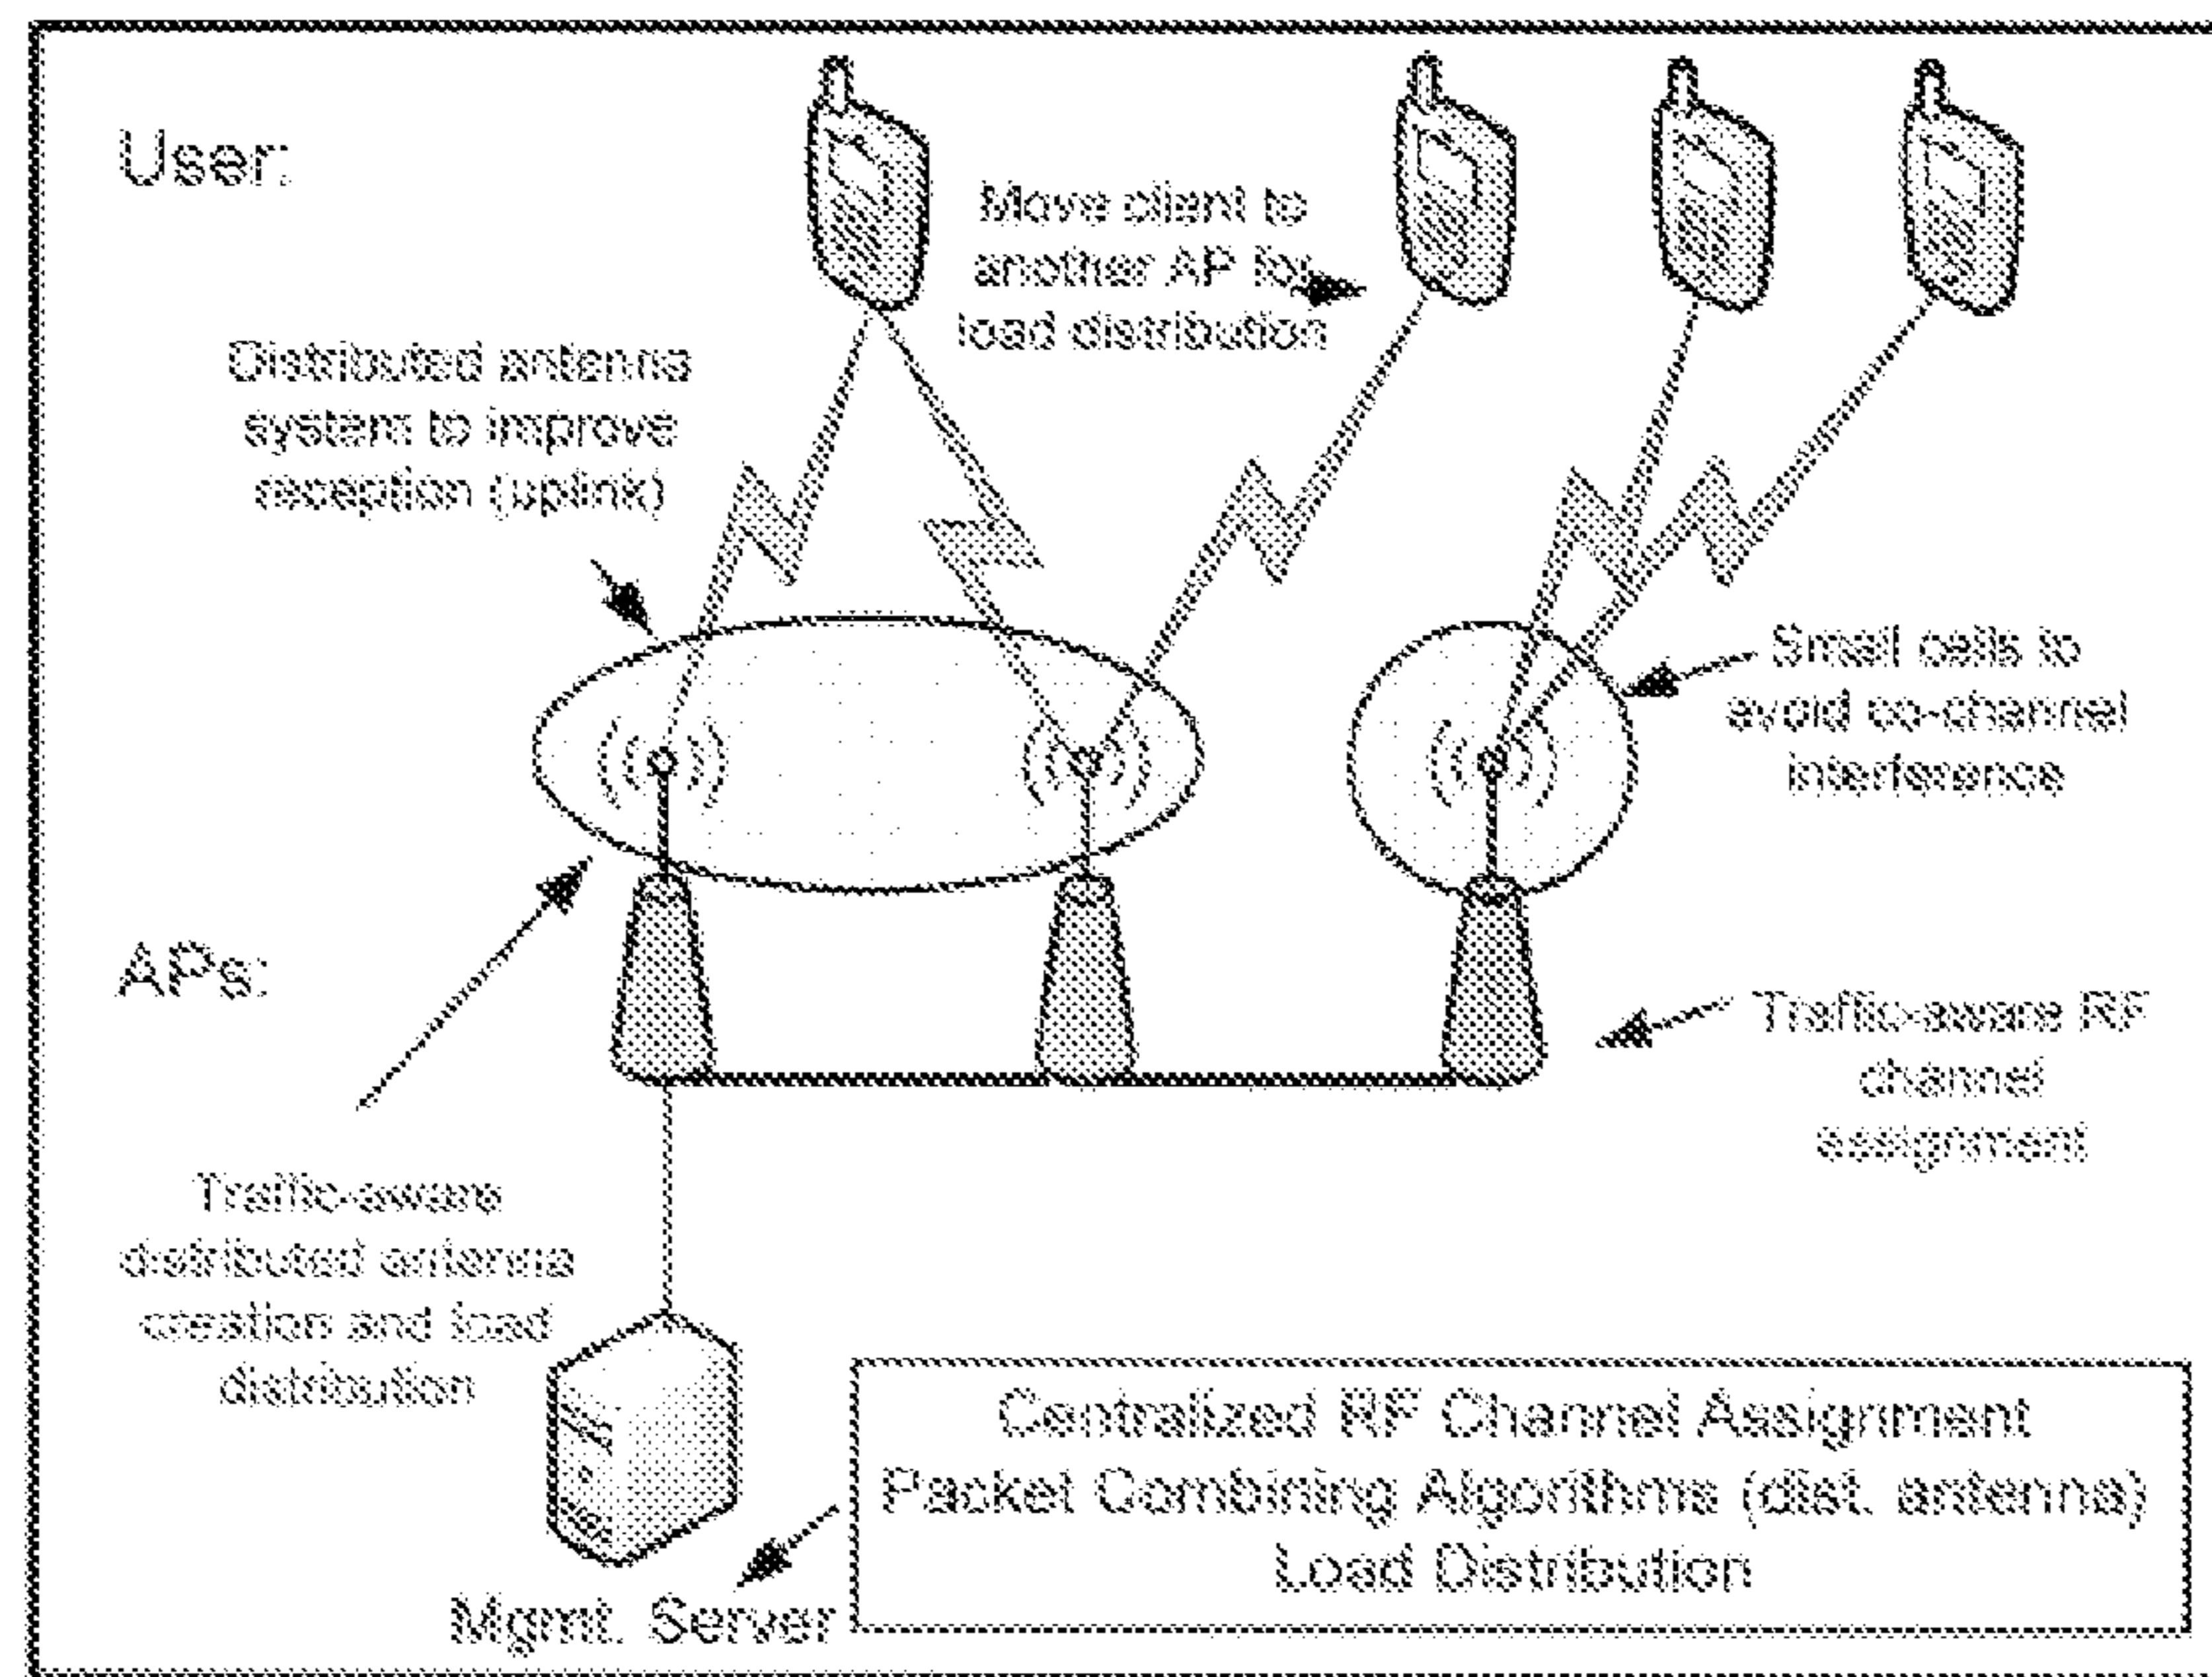 User:
Move client to
another AP for
load distribution
Distributed antenna
system to improve
reception (uplink)
Small cells to
avoid co-channel
interference
APs:
Traffic-aware RF
channel
assignment
Traffic-aware
distributed antenna
creation and load
distribution
Centralized RF Channel Assignment
Packet Combining Algorithms (dist. antenna)
Load Distribution
Mgmt. Server